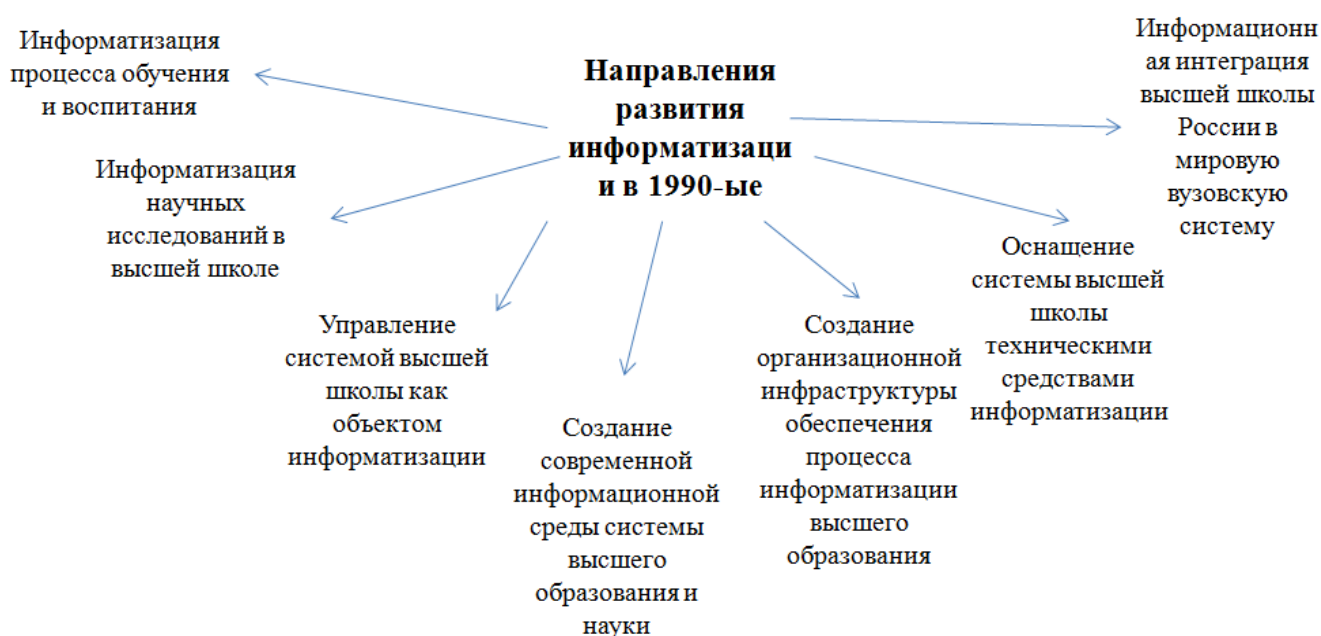 Направления
развития
информатизаци
и в 1990-ые
Информатизация
процесса обучения
и воспитания
Информатизация
научных
исследований в
высшей школе
Управление
системой высшей
школы как
объектом
информатизации
Создание
современной
информационной
среды системы
высшего
образования и
науки
Создание
организационной
инфраструктуры
обеспечения
процесса
информатизации
высшего
образования
Оснащение
системы высшей
школы
техническими
средствами
информатизации
Информационн
ая интеграция
высшей школы
России в
мировую
вузовскую
систему